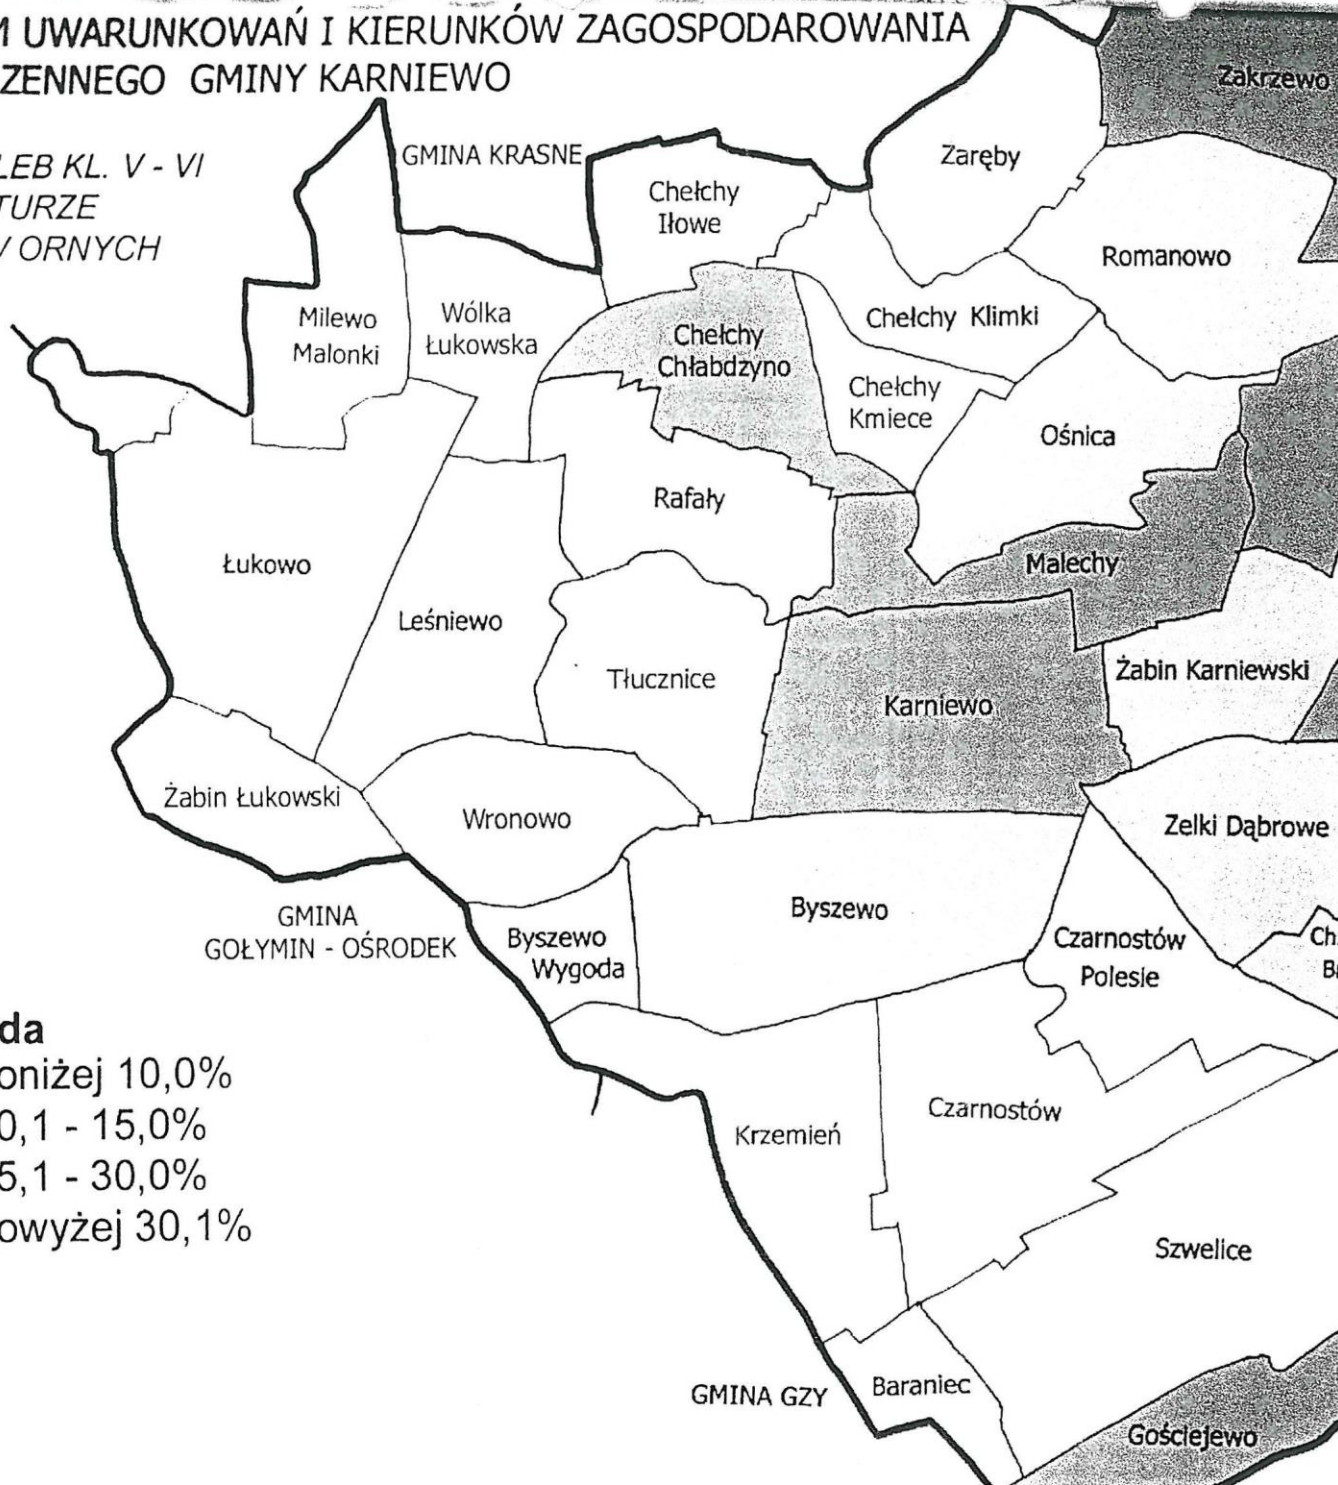 M UWARUNKOWAŃ I KIERUNKÓW ZAGOSPODAROWANIA
ZENNEGO GMINY KARNIEWO
LEB KL. V - VI
TURZE
ORNYCH
GMINA KRASNE
Zakrzewo
Zaręby
Chełchy
Iłowe
Romanowo
Milewo
Malonki
Wólka
Łukowska
Chełchy Klimki
Chełchy
Chłabdzyno
Chełchy
Kmiece
Ośnica
Rafały
Łukowo
Malechy
Leśniewo
Tłucznice
Żabin Karniewski
Karniewo
Żabin Łukowski
Wronowo
Zelki Dąbrowe
GMINA
GOŁYMIN - OŚRODEK
Byszewo
Wygoda
Byszewo
Czarnostów
Polesie
Ch
B
da
oniżej 10,0%
0,1 - 15,0%
5,1 - 30,0%
owyżej 30,1%
Krzemień
Czarnostów
Szwelice
GMINA GZY
Baraniec
Gościejewo